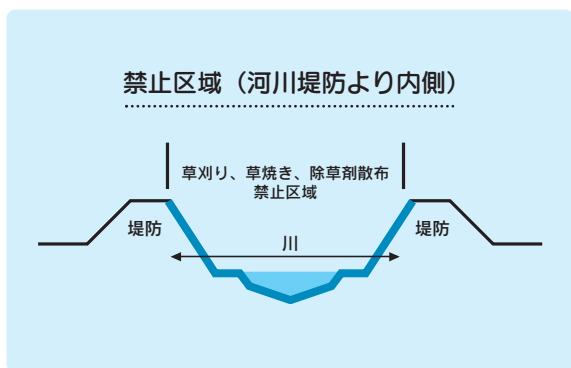 禁止区域（河川堤防より内側）
草刈り、草焼き、除草剤散布
禁止区域
堤防
川
堤防